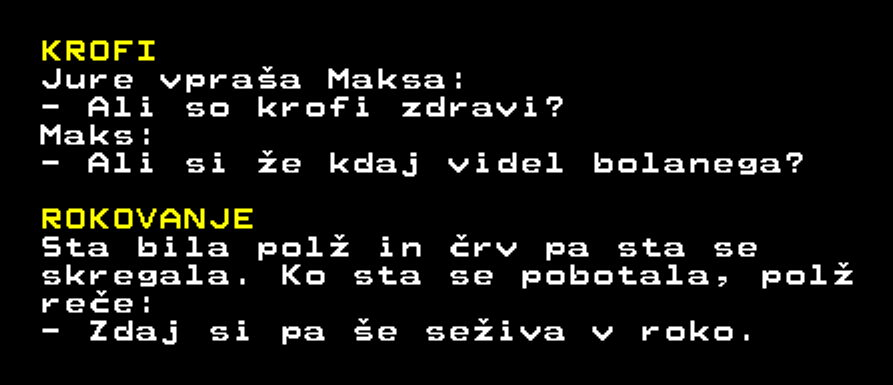 KROFI
Jure vpraša Maksa:
- Ali so krofi zdravi?
Maks:
- Ali si že kdaj videl bolanega?
ROKOVANJE
Sta bila polž in črv pa sta se
skregala. Ko sta se pobotala, polž
reče:
- Zdaj si pa še seživa v roko.